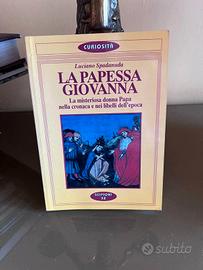 CURIOSITÀ
Luciano Spadanuda
LA PAPESSA
GIOVANNA
La misteriosa donna Papa
nella cronaca e nei libelli dell'epoca
subito